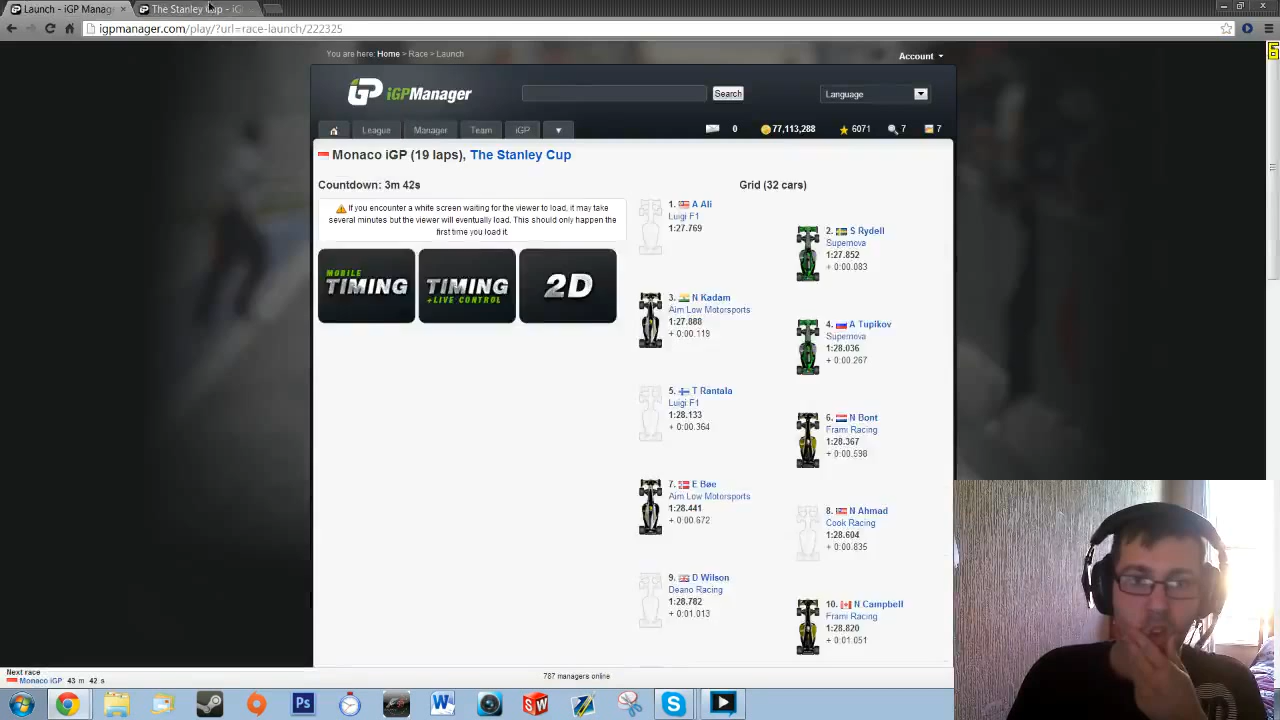 Launch - iGP Manage
The Stanley Cup - iG
igpmanager.com/play/?url=race-launch/222325
6
You are here: Home > Race > Launch
Account
iGP iGPManager
Search
Language
League
Manager
Team
iGP
0
77,113,288
6071
7
7
Monaco iGP (19 laps), The Stanley Cup
Countdown: 3m 42s
If you encounter a white screen waiting for the viewer to load, it may take
several minutes but the viewer will eventually load. This should only happen the
first time you load it.
MOBILE
TIMING
TIMING
+LIVE CONTROL
2D
Grid (32 cars)
1. A Ali
Luigi F1
1:27.769
2. S Rydell
Supernova
1:27.852
+ 0:00.083
3. N Kadam
Aim Low Motorsports
1:27.888
+ 0:00.119
4. A Tupikov
Supernova
1:28.036
+ 0:00.267
5. T Rantala
Luigi F1
1:28.133
+ 0:00.364
6. N Bont
Frami Racing
1:28.367
+ 0:00.598
7. E Bøe
Aim Low Motorsports
1:28.441
+ 0:00.672
8. N Ahmad
Cook Racing
1:28.604
+ 0:00.835
9. D Wilson
Deano Racing
1:28.782
+ 0:01.013
10. N Campbell
Frami Racing
1:28.820
+ 0:01.051
Next race
Monaco iGP 43 m 42 s
787 managers online
Ps
W
SW
S